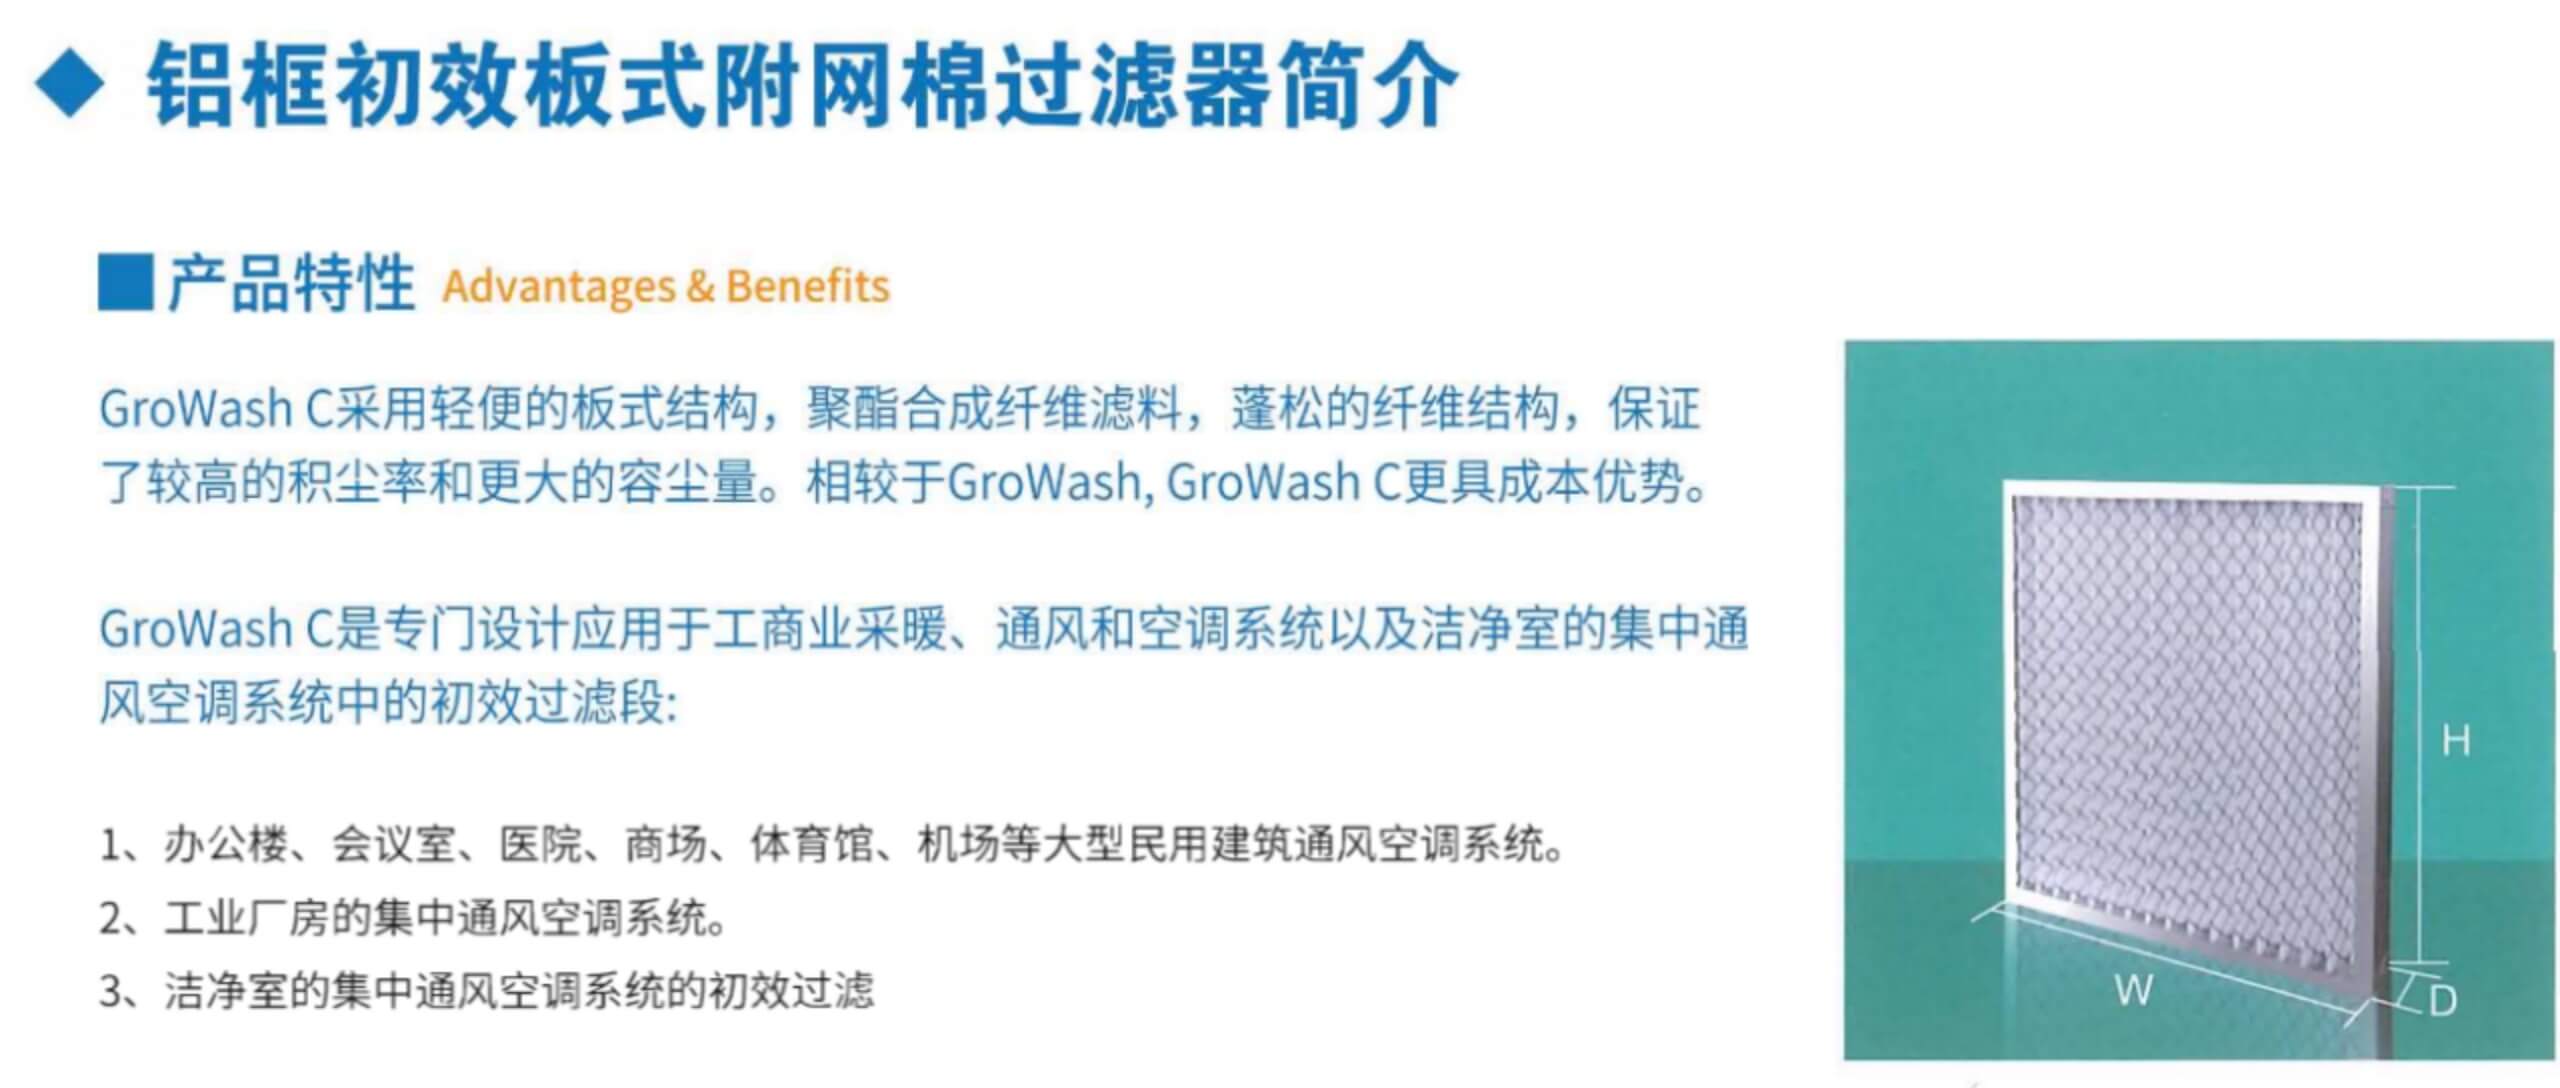 铝框初效板式附网棉过滤器简介
产品特性 Advantages & Benefits
GroWash C采用轻便的板式结构，聚酯合成纤维滤料，蓬松的纤维结构，保证
了较高的积尘率和更大的容尘量。相较于GroWash, GroWash C更具成本优势。
GroWash C是专门设计应用于工商业采暖、通风和空调系统以及洁净室的集中通
风空调系统中的初效过滤段:
1、办公楼、会议室、医院、商场、体育馆、机场等大型民用建筑通风空调系统。
2、工业厂房的集中通风空调系统。
3、洁净室的集中通风空调系统的初效过滤
H
W
D